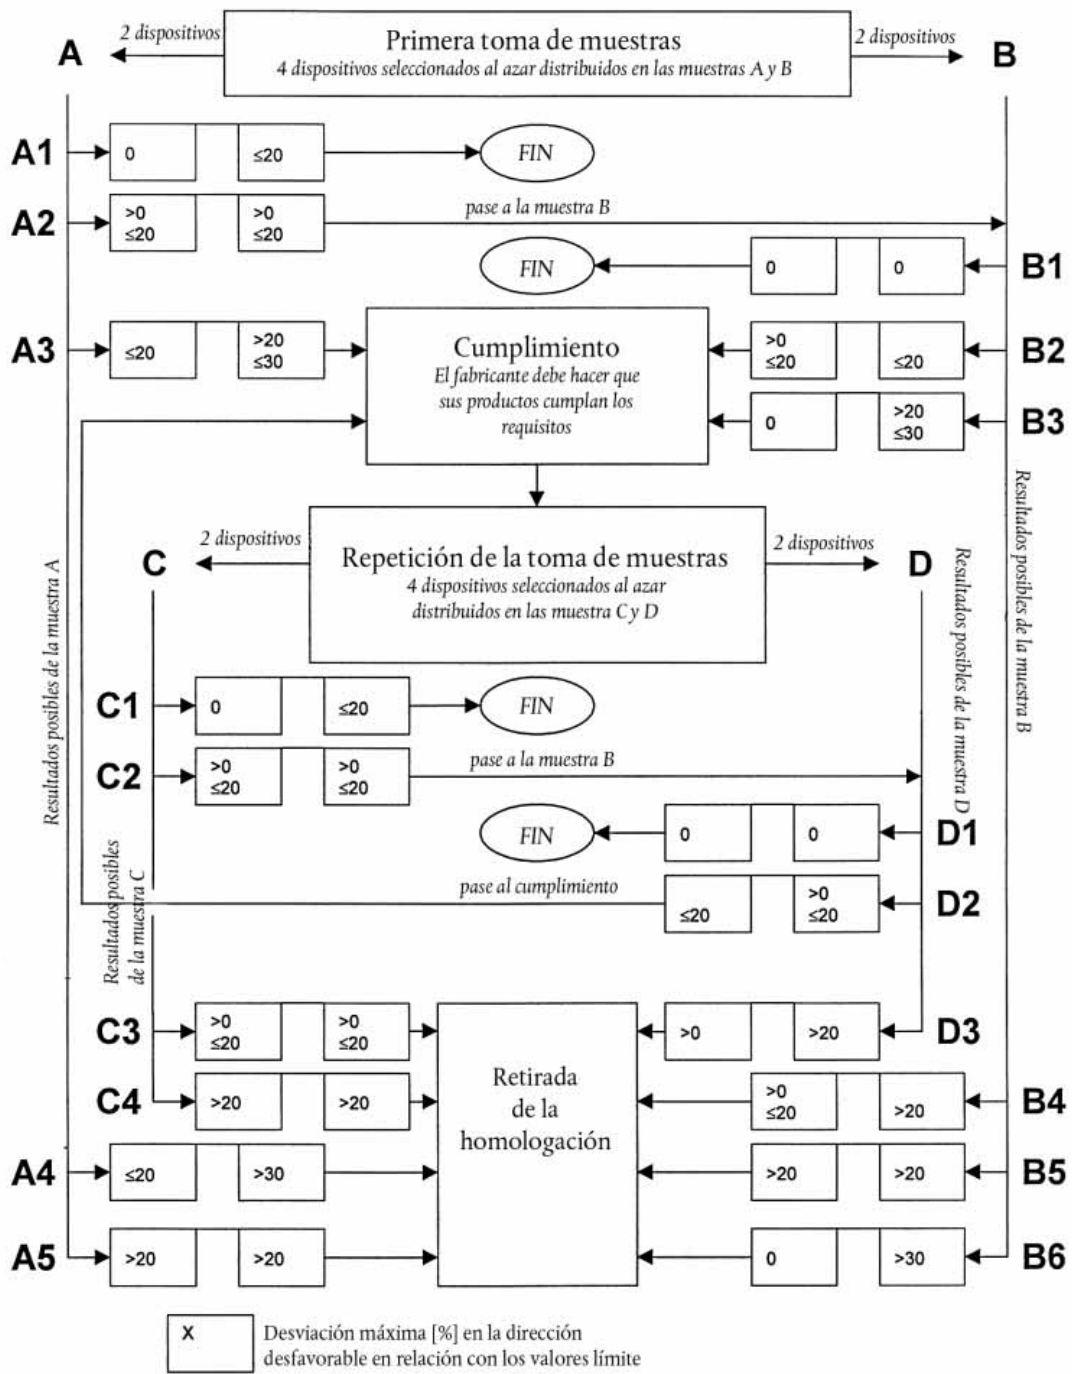 2 dispositivos
2 dispositivos
A
Primera toma de muestras
B
4 dispositivos seleccionados al azar distribuidos en las muestras A y B
A1
0
≤20
FIN
A2
>0
≤20
>0
≤20
pase a la muestra B
FIN
0
0
B1
A3
≤20
>20
≤30
Cumplimiento
El fabricante debe hacer que
sus productos cumplan los
requisitos
>0
≤20
≤20
B2
0
>20
≤30
B3
Resultados posibles de la muestra A
Resultados posibles de la muestra B
2 dispositivos
2 dispositivos
C
Repetición de la toma de muestras
D
4 dispositivos seleccionados al azar
distribuidos en las muestra C y D
Resultados posibles de la muestra D
C1
0
≤20
FIN
C2
>0
≤20
>0
≤20
pase a la muestra B
FIN
0
0
D1
Resultados posibles
de la muestra C
pase al cumplimiento
≤20
>0
≤20
D2
C3
>0
≤20
>0
≤20
>0
>20
D3
Retirada
de la
homologación
C4
>20
>20
>0
≤20
>20
B4
A4
≤20
>30
>20
>20
B5
A5
>20
>20
0
>30
B6
X
Desviación máxima [%] en la dirección
desfavorable en relación con los valores límite